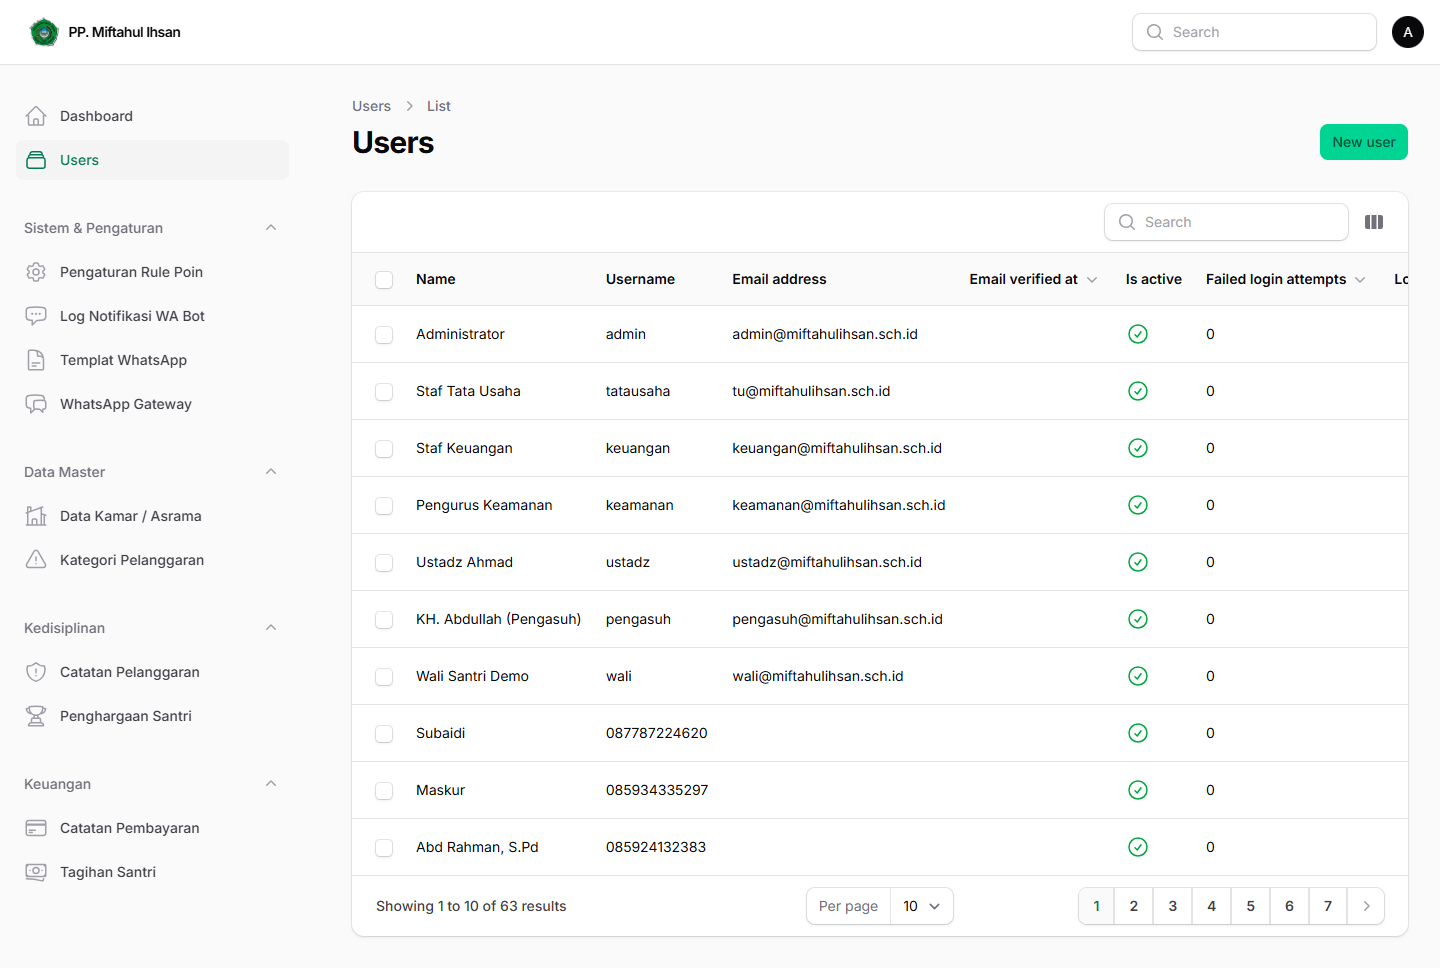 PP. Miftahul Ihsan
Search
A
Dashboard
Users
Sistem & Pengaturan
Pengaturan Rule Poin
Log Notifikasi WA Bot
Templat WhatsApp
WhatsApp Gateway
Data Master
Data Kamar / Asrama
Kategori Pelanggaran
Kedisiplinan
Catatan Pelanggaran
Penghargaan Santri
Keuangan
Catatan Pembayaran
Tagihan Santri
Users > List
Users
New user
Search
Name Username Email address Email verified at Is active Failed login attempts Lo
Administrator admin admin@miftahulihsan.sch.id 0
Staf Tata Usaha tatausaha tu@miftahulihsan.sch.id 0
Staf Keuangan keuangan keuangan@miftahulihsan.sch.id 0
Pengurus Keamanan keamanan keamanan@miftahulihsan.sch.id 0
Ustadz Ahmad ustadz ustadz@miftahulihsan.sch.id 0
KH. Abdullah (Pengasuh) pengasuh pengasuh@miftahulihsan.sch.id 0
Wali Santri Demo wali wali@miftahulihsan.sch.id 0
Subaidi 087787224620 0
Maskur 085934335297 0
Abd Rahman, S.Pd 085924132383 0
Showing 1 to 10 of 63 results Per page 10 1 2 3 4 5 6 7